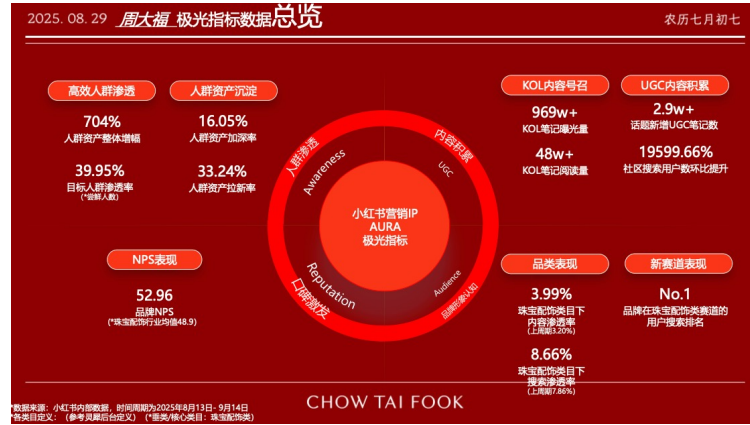 2025. 08. 29 周大福 极光指标数据总览
农历七月初七
高效人群渗透
704%
人群资产整体增幅
39.95%
目标人群渗透率
(*尝鲜人数)
人群资产沉淀
16.05%
人群资产加深率
33.24%
人群资产拉新率
KOL内容号召
969w+
KOL笔记曝光量
48w+
KOL笔记阅读量
UGC内容积累
2.9w+
话题新增UGC笔记数
19599.66%
社区搜索用户数环比提升
人群渗透
Awareness
内容积累
UGC
小红书营销IP
AURA
极光指标
Reputation
口碑激发
Audience
品牌形象认知
NPS表现
52.96
品牌NPS
(*珠宝配饰行业均值48.9)
品类表现
3.99%
珠宝配饰类目下
内容渗透率
(上周期3.20%)
8.66%
珠宝配饰类目下
搜索渗透率
(上周期7.86%)
新赛道表现
No.1
品牌在珠宝配饰类赛道的
用户搜索排名
CHOW TAI FOOK
*数据来源：小红书内部数据，时间周期为2025年8月13日- 9月14日
*各类目定义：（参考灵犀后台定义）（*垂类/核心类目：珠宝配饰类）